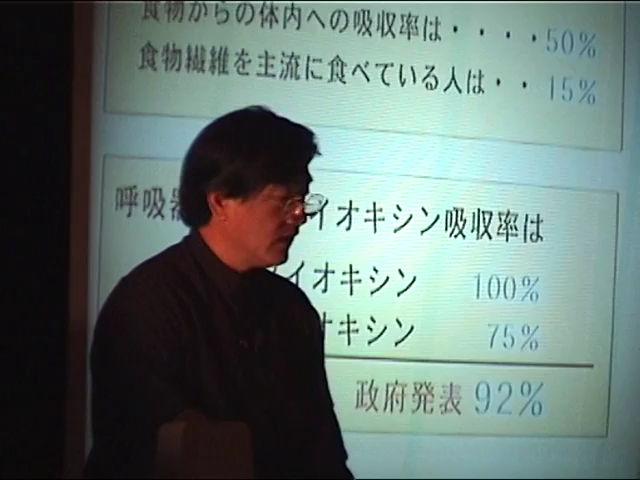 食物からの体内への吸収率は・・・・50%
食物繊維を主流に食べている人は・・15%
呼吸 イオキシン吸収率は
イオキシン 100%
オキシン 75%
政府発表 92%